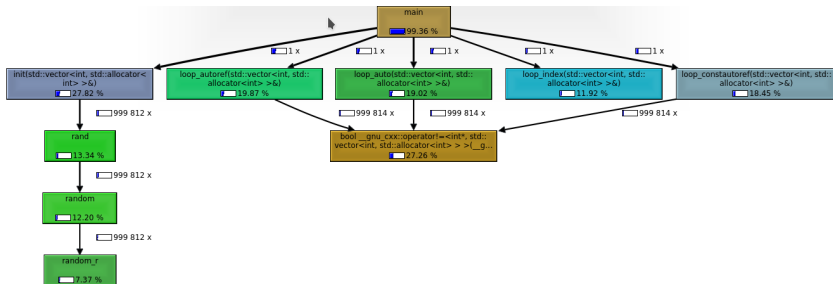 main
99.36 %
1 x
1 x
1 x
1 x
1 x
init(std::vector<int, std::allocator<
int> >&)
27.82 %
loop_autoref(std::vector<int, std::
allocator<int> >&)
19.87 %
loop_auto(std::vector<int, std::
allocator<int> >&)
19.02 %
loop_index(std::vector<int, std::
allocator<int> >&)
11.92 %
loop_constautoref(std::vector<int, std::
allocator<int> >&)
18.45 %
999 812 x
999 814 x
999 814 x
999 814 x
rand
13.34 %
bool __gnu_cxx::operator!=<int*, std::
vector<int, std::allocator<int> > >(__g...
27.26 %
999 812 x
random
12.20 %
999 812 x
random_r
7.37 %